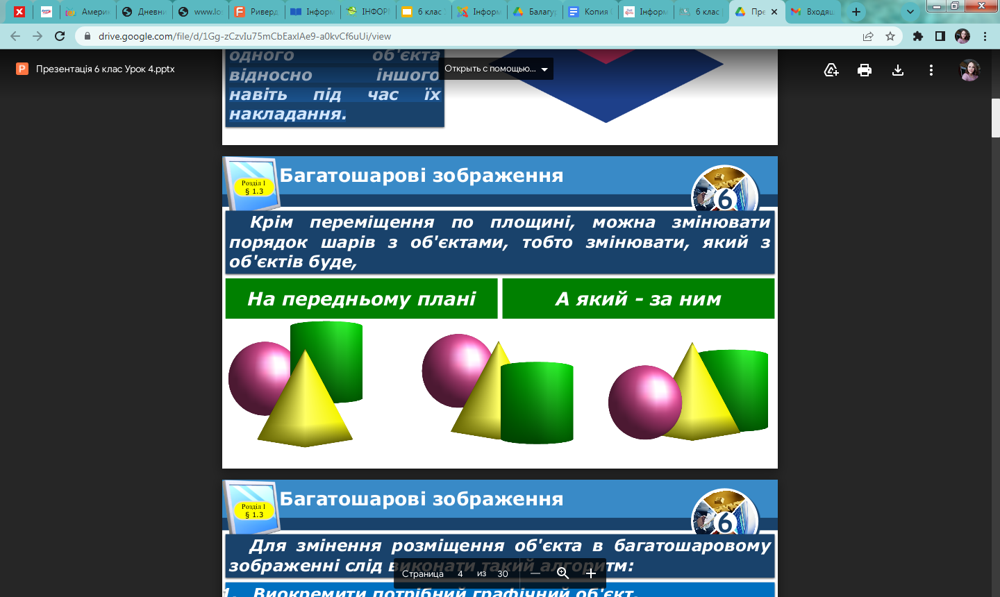 Америк
Дневни
www.lo
Риверд
Інформ
ІНФОРІ
6 клас
Інформ
Балагур
Копия
Інформ
6 клас
Пре
Входящ
drive.google.com/file/d/1Gg-zCzvIu75mCbEaxlAe9-a0kvCf6uUi/view
P Презентація 6 клас Урок 4.pptx
Открыть с помощью...
одного об'єкта
відносно іншого
навіть під час їх
накладання.
Розділ 1
§ 1.3
Багатошарові зображення
6
Крім переміщення по площині, можна змінювати
порядок шарів з об'єктами, тобто змінювати, який з
об'єктів буде,
На передньому плані
А який – за ним
Розділ 1
§ 1.3
Багатошарові зображення
6
Для змінення розміщення об'єкта в багатошаровому
зображенні слід виконати такий алгоритм:
Страница 4 из 30
1. Виокремити потрібний графічний об'єкт.